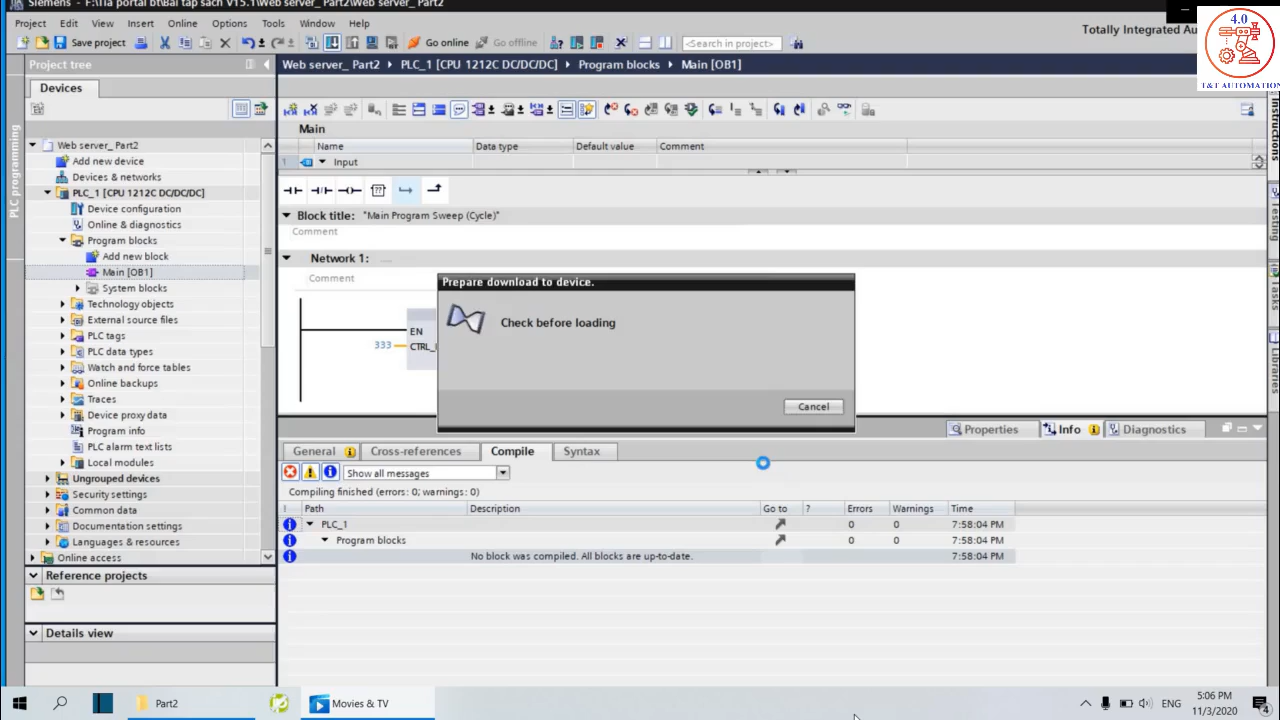 Siemens - F:\Tia portal bt\Bai tap sach V15.1\Web server_ Part2\Web server_ Part2
4.0
T&T AUTOMATION
Project Edit View Insert Online Options Tools Window Help
Totally Integrated Au
Save project Go online Go offline <Search in project>
Project tree
Web server_ Part2 PLC_1 [CPU 1212C DC/DC/DC] Program blocks Main [OB1]
Devices
PLC programming
Main
Name Data type Default value Comment
1 Input
Web server_ Part2
Add new device
Devices & networks
PLC_1 [CPU 1212C DC/DC/DC]
Device configuration
Online & diagnostics
Program blocks
Add new block
Main [OB1]
System blocks
Technology objects
External source files
PLC tags
PLC data types
Watch and force tables
Online backups
Traces
Device proxy data
Program info
PLC alarm text lists
Local modules
Ungrouped devices
Security settings
Common data
Documentation settings
Languages & resources
Online access
Reference projects
Details view
??
Block title: "Main Program Sweep (Cycle)"
Comment
Network 1:
Comment
EN
333 CTRL_
Prepare download to device.
Check before loading
Cancel
Properties Info Diagnostics
General Cross-references Compile Syntax
Show all messages
Compiling finished (errors: 0; warnings: 0)
! Path Description Go to ? Errors Warnings Time
PLC_1 0 0 7:58:04 PM
Program blocks 0 0 7:58:04 PM
No block was compiled. All blocks are up-to-date. 7:58:04 PM
Instructions
Testing
Tasks
Libraries
Part2 Movies & TV ENG
5:06 PM
11/3/2020
4